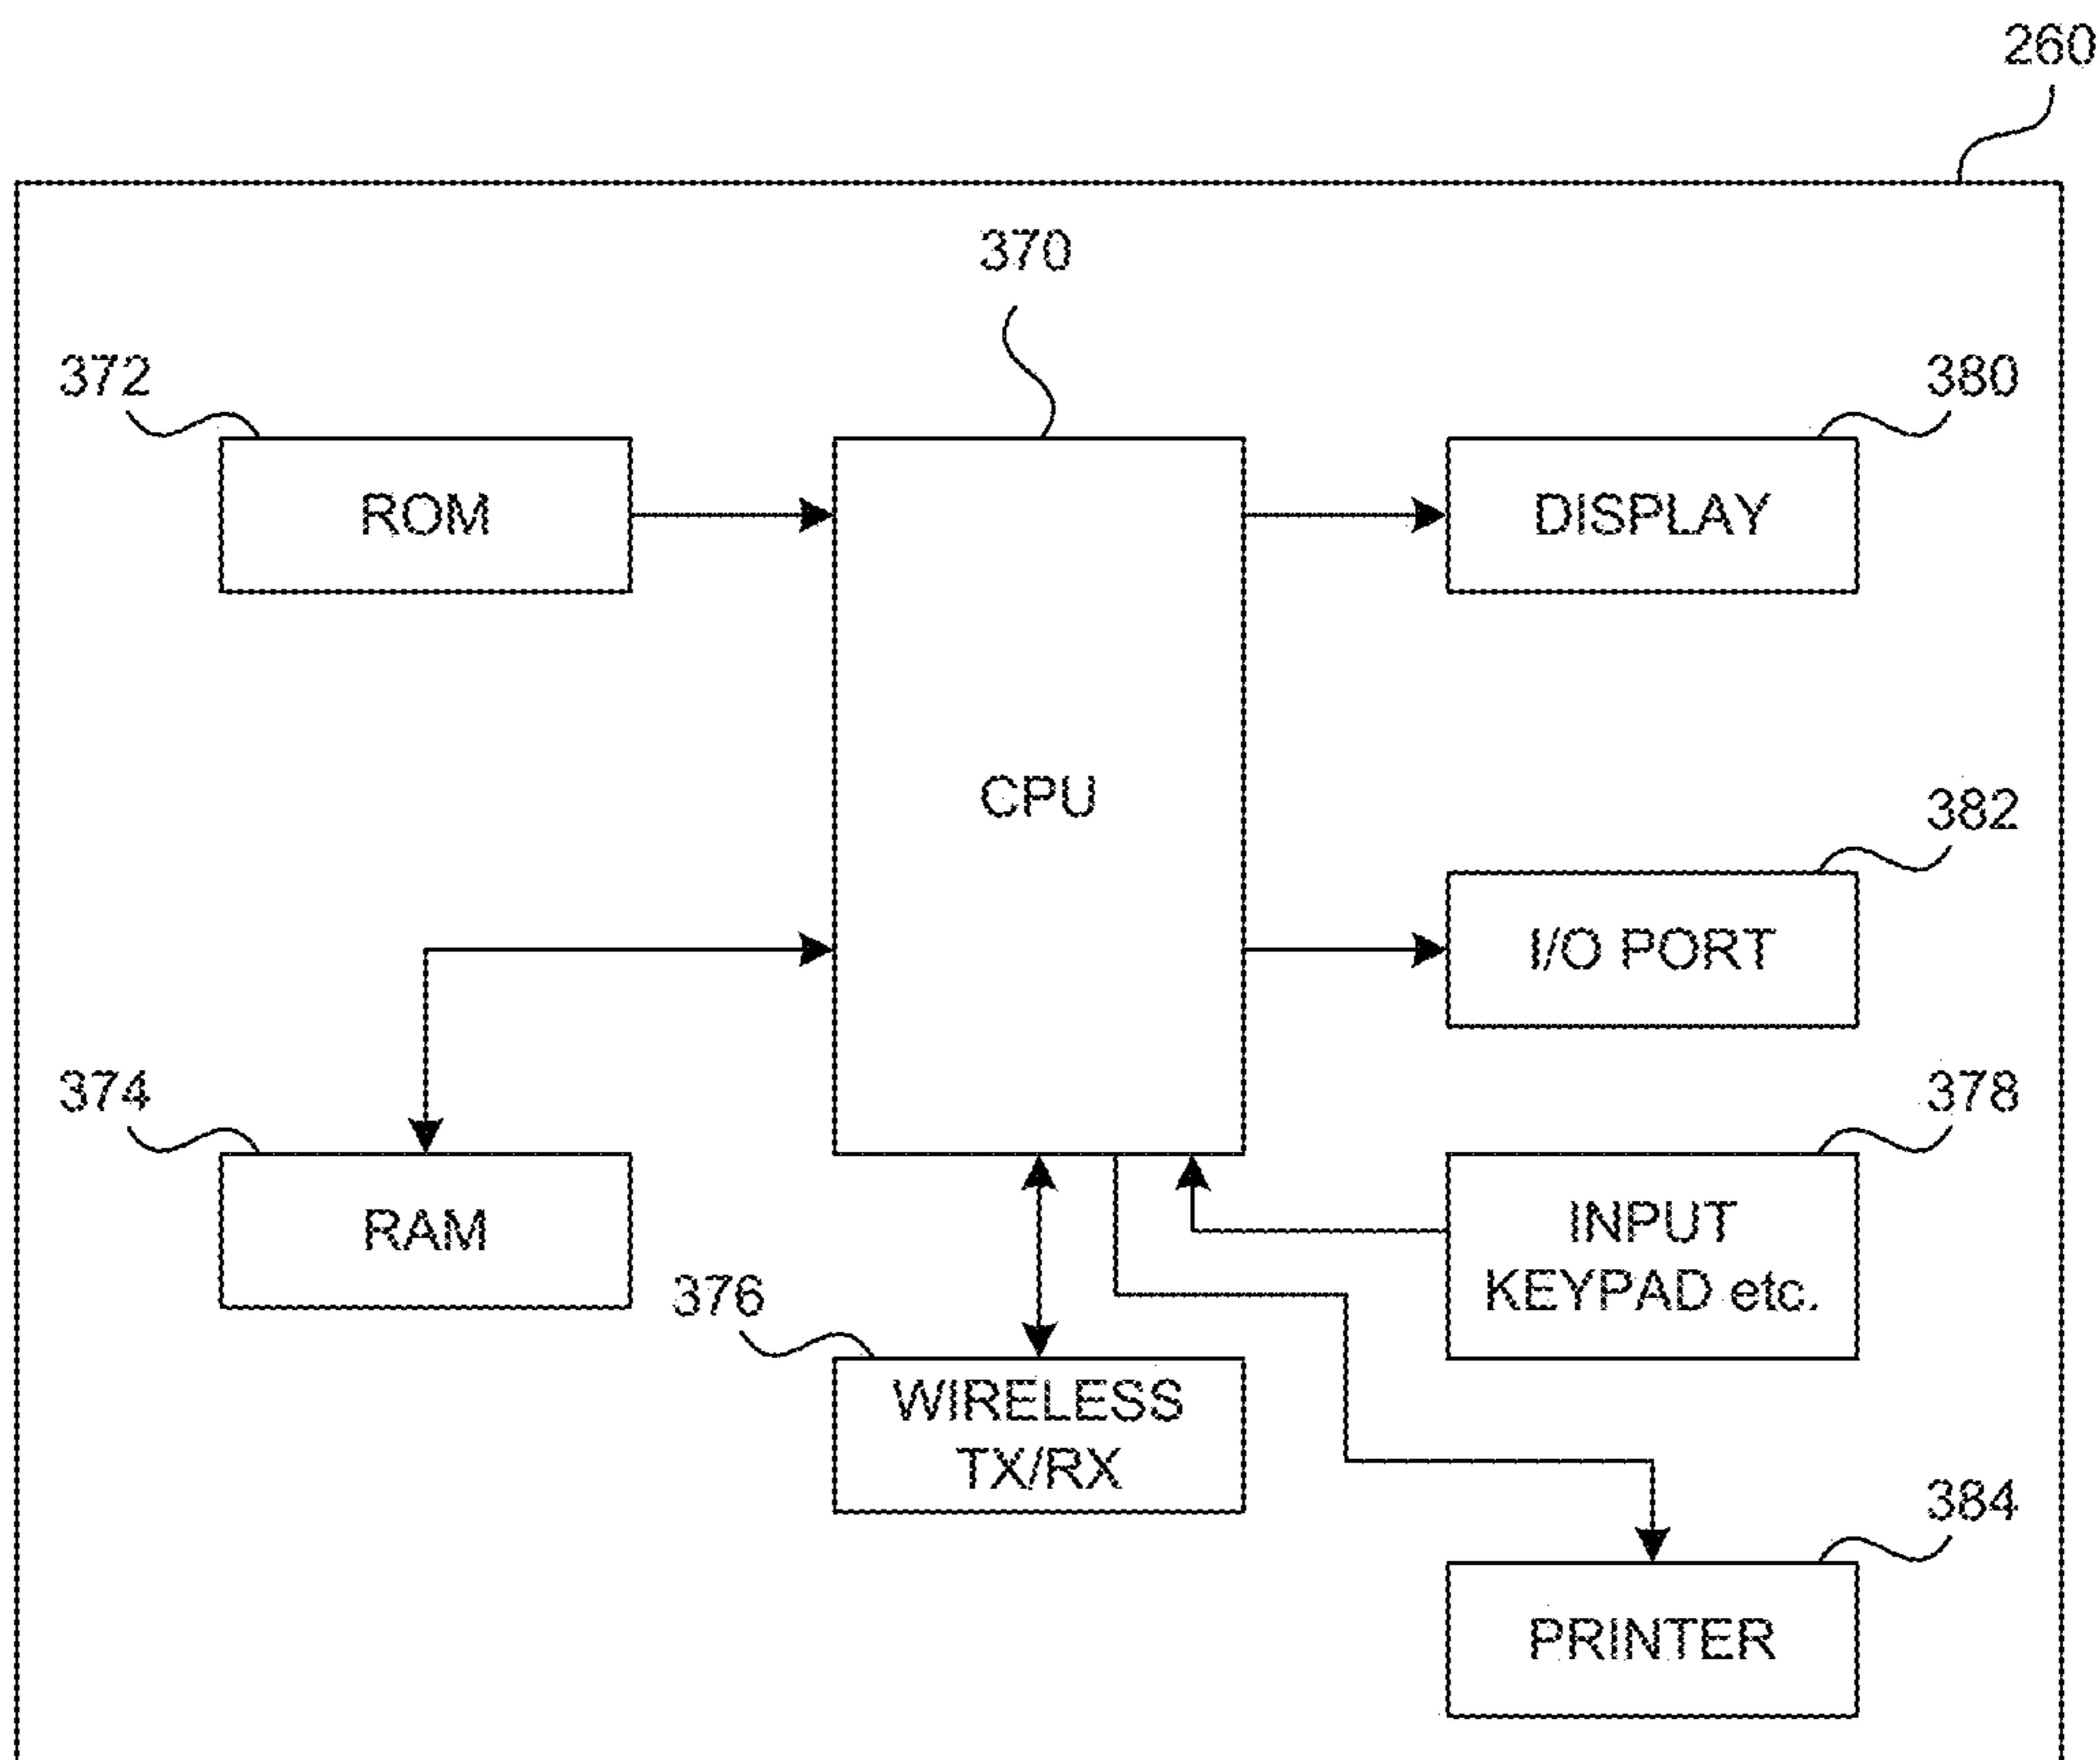 260
370
372
380
ROM
DISPLAY
CPU
382
I/O PORT
374
378
RAM
INPUT
KEYPAD etc.
376
WIRELESS
TX/RX
384
PRINTER